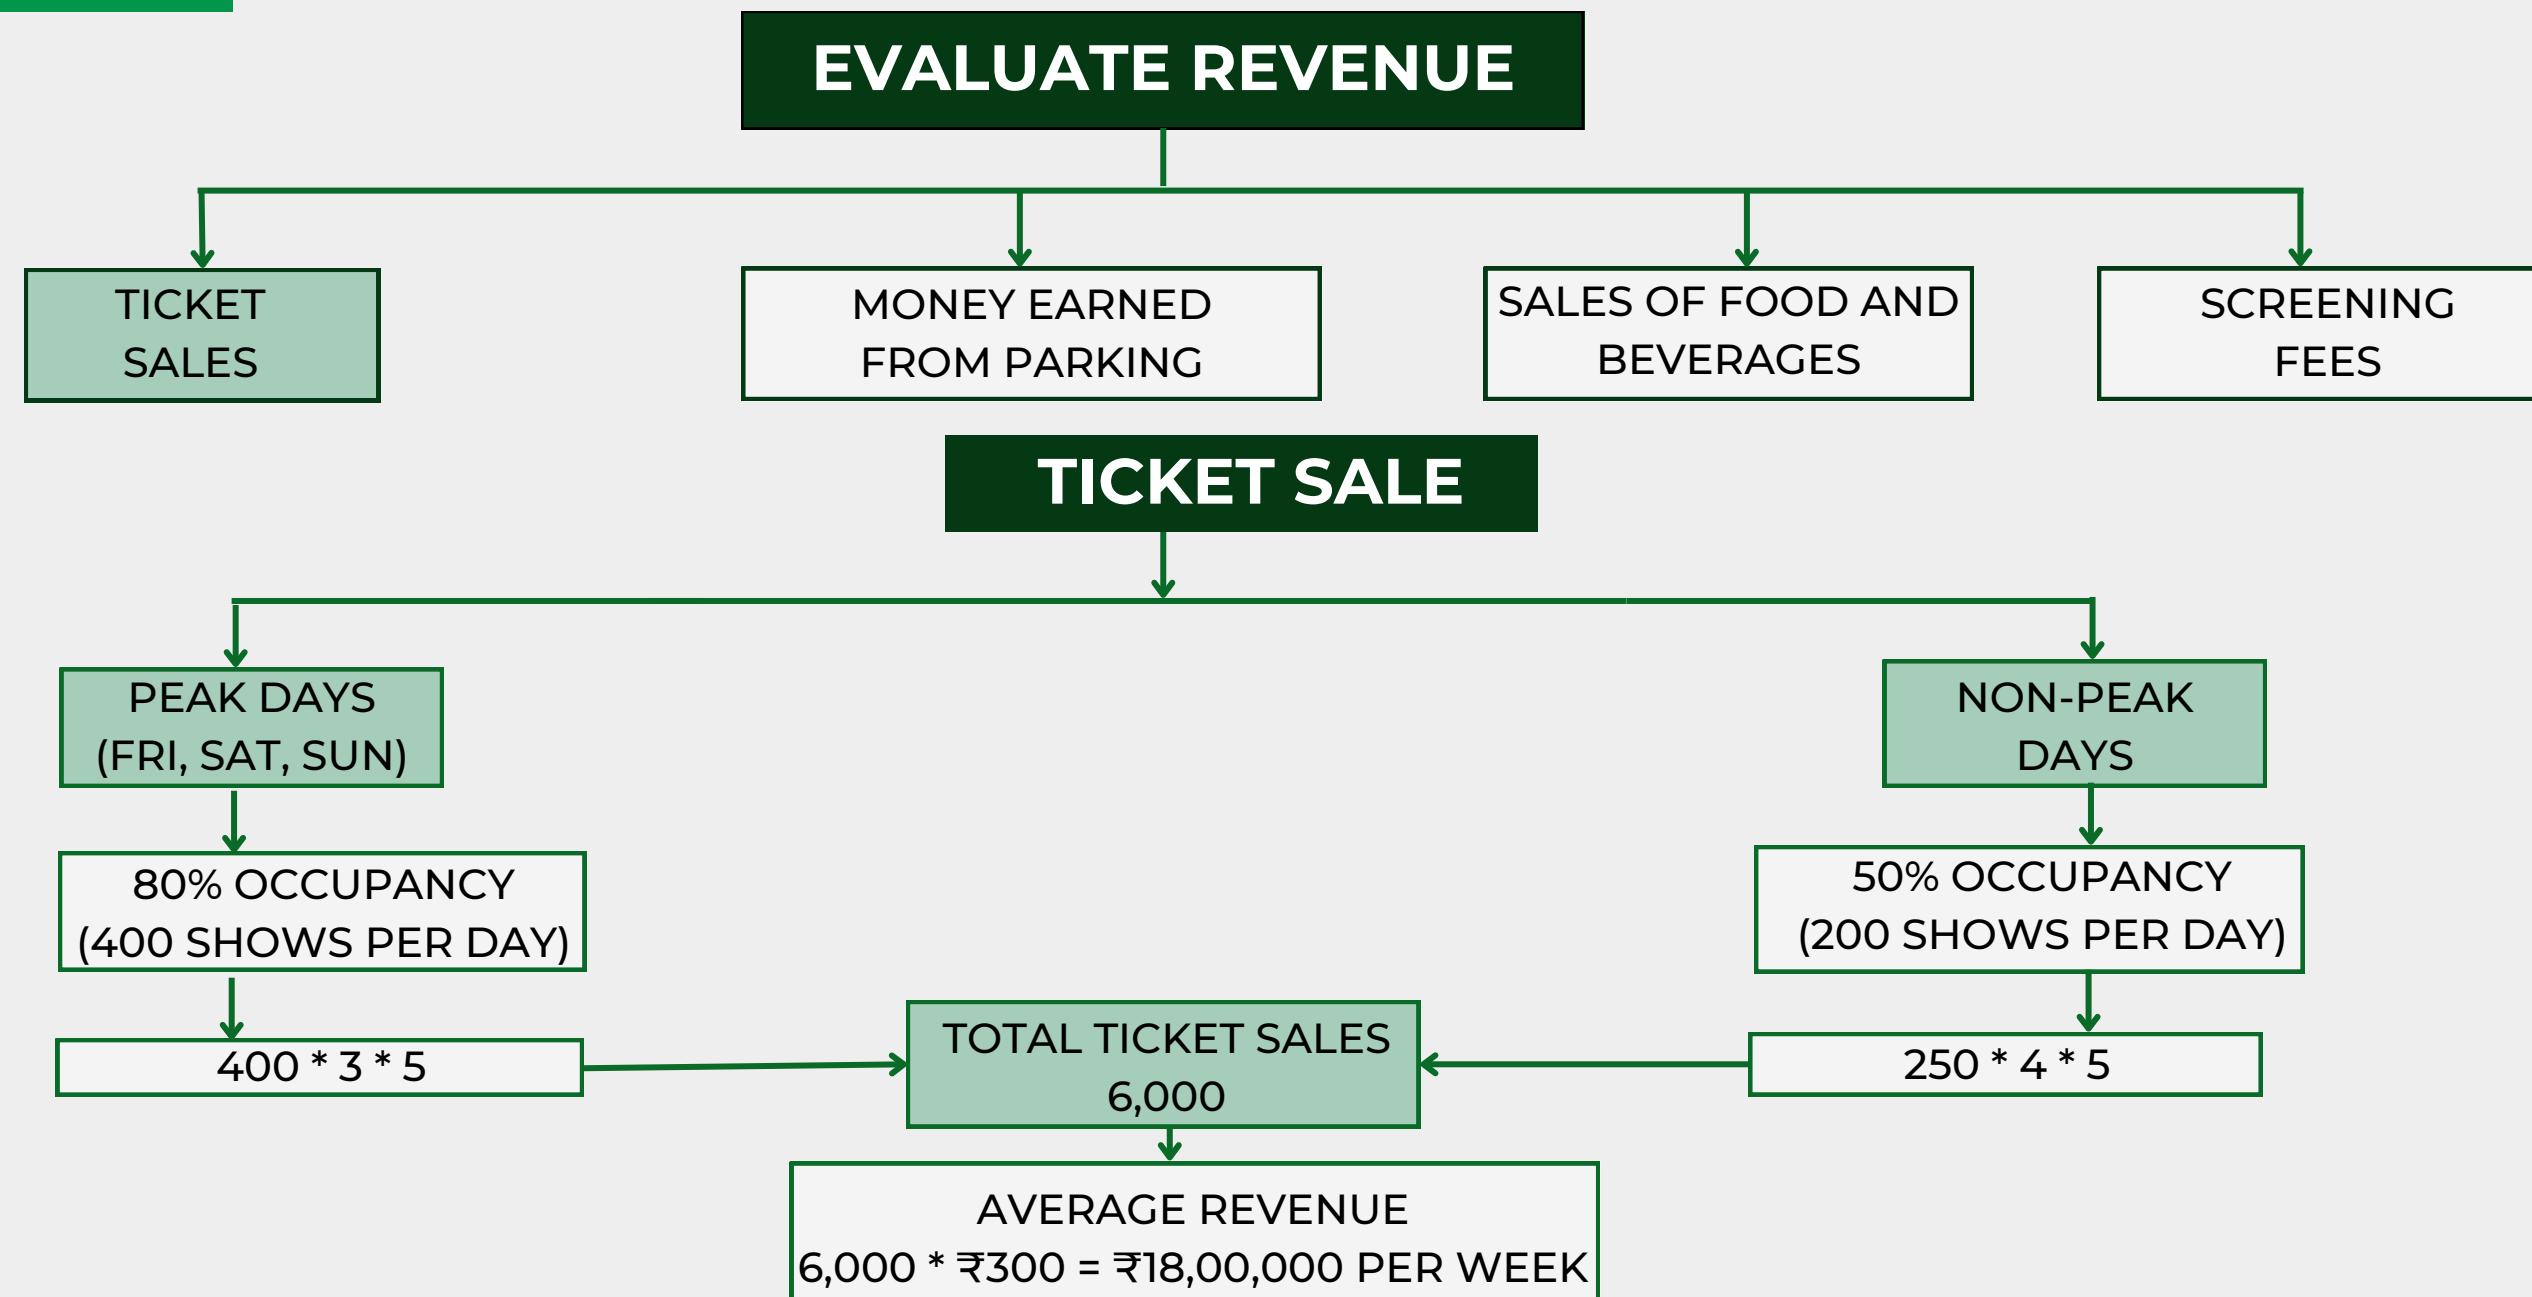 EVALUATE REVENUE
TICKET
SALES
MONEY EARNED
FROM PARKING
SALES OF FOOD AND
BEVERAGES
SCREENING
FEES
TICKET SALE
PEAK DAYS
(FRI, SAT, SUN)
NON-PEAK
DAYS
80% OCCUPANCY
(400 SHOWS PER DAY)
50% OCCUPANCY
(200 SHOWS PER DAY)
400 * 3 * 5
TOTAL TICKET SALES
6,000
250 * 4 * 5
AVERAGE REVENUE
6,000 * ₹300 = ₹18,00,000 PER WEEK